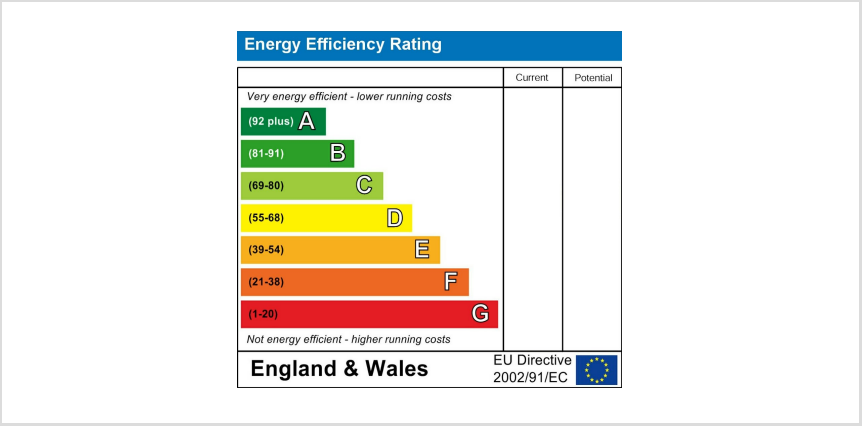 Energy Efficiency Rating
Current Potential
Very energy efficient - lower running costs
(92 plus) A
(81-91) B
(69-80) C
(55-68) D
(39-54) E
(21-38) F
(1-20) G
Not energy efficient - higher running costs
England & Wales
EU Directive
2002/91/EC